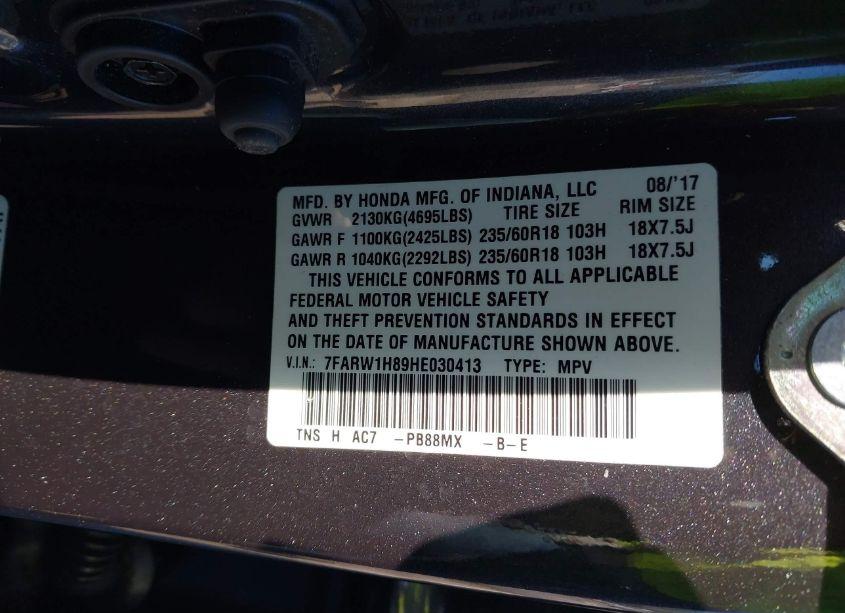 MFD. BY HONDA MFG. OF INDIANA, LLC 08/'17
GVWR 2130KG(4695LBS) TIRE SIZE RIM SIZE
GAWR F 1100KG(2425LBS) 235/60R18 103H 18X7.5J
GAWR R 1040KG(2292LBS) 235/60R18 103H 18X7.5J
THIS VEHICLE CONFORMS TO ALL APPLICABLE
FEDERAL MOTOR VEHICLE SAFETY
AND THEFT PREVENTION STANDARDS IN EFFECT
ON THE DATE OF MANUFACTURE SHOWN ABOVE.
V.I.N.: 7FARW1H89HE030413 TYPE: MPV
TNS H AC7 -PB88MX -B-E